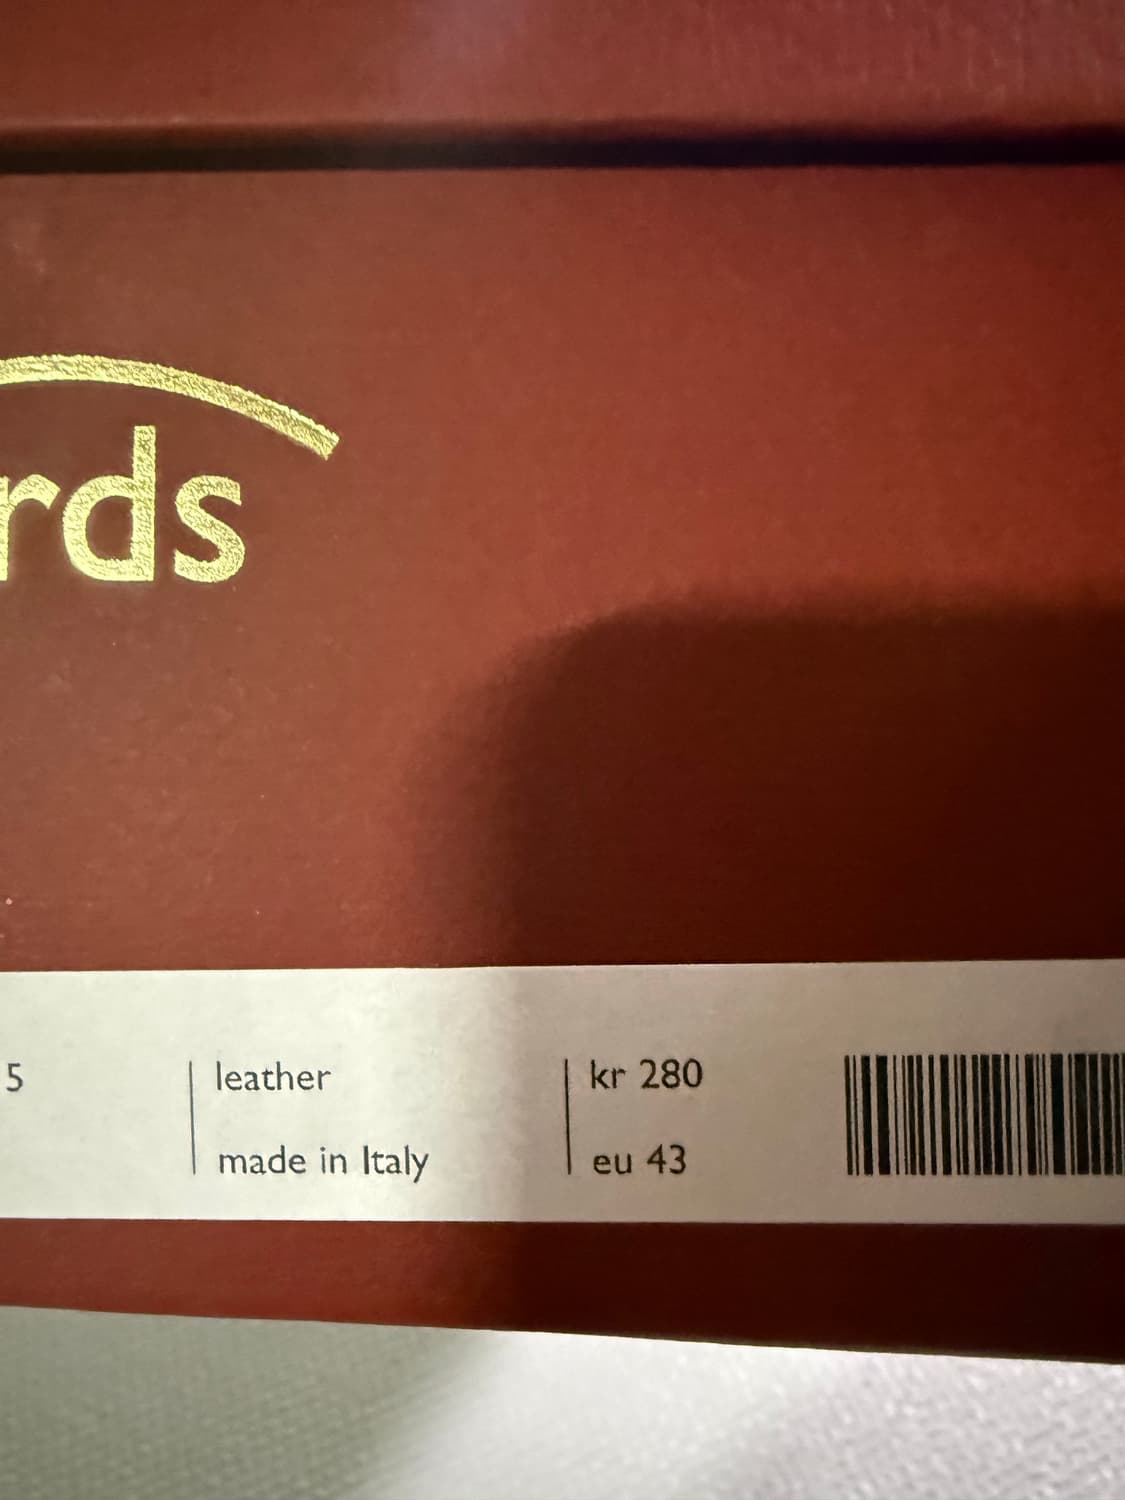 rds
5
leather
made in Italy
kr 280
eu 43